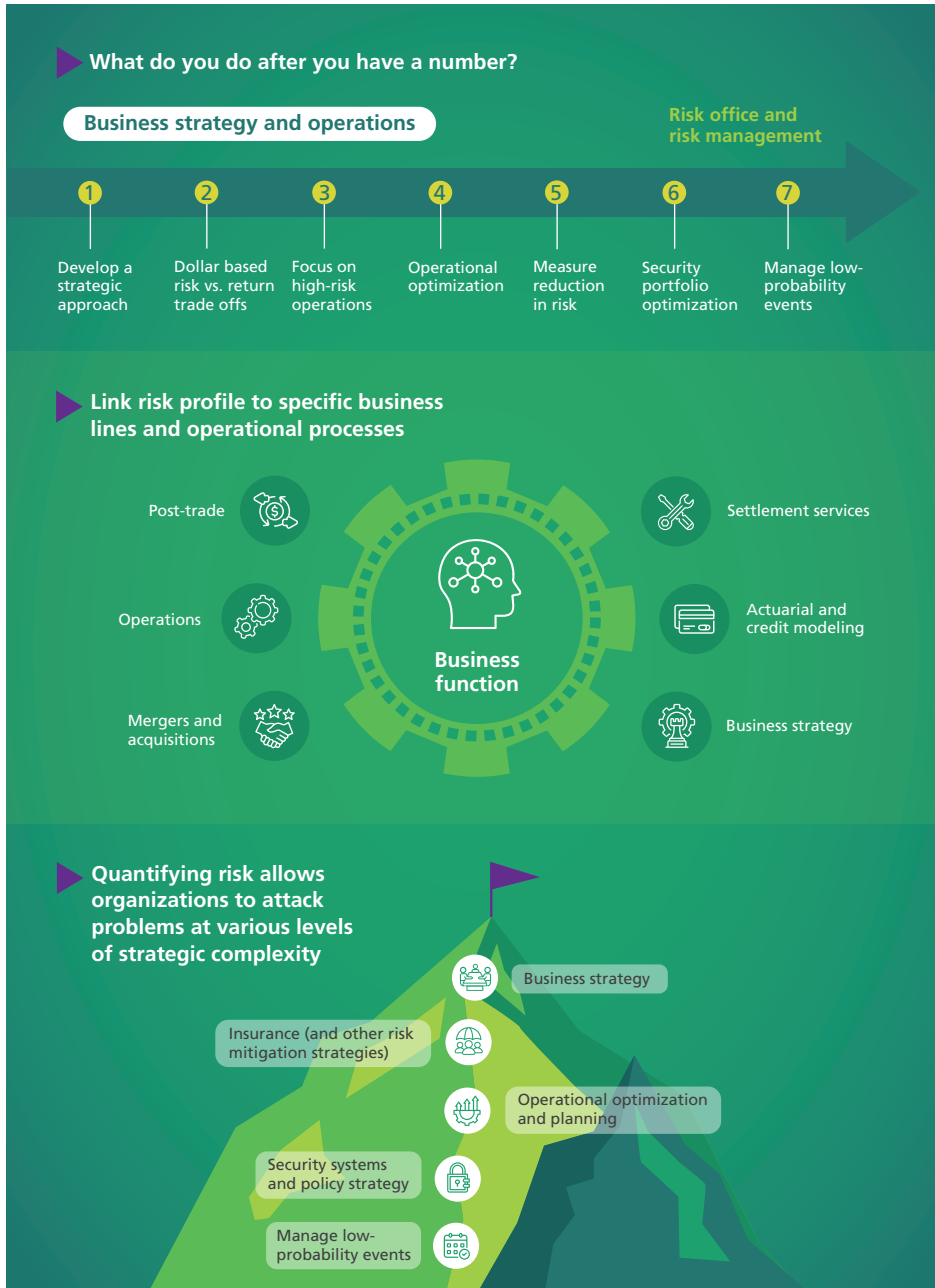 What do you do after you have a number?
Business strategy and operations
Risk office and
risk management
1
Develop a
strategic
approach
2
Dollar based
risk vs. return
trade offs
3
Focus on
high-risk
operations
4
Operational
optimization
5
Measure
reduction
in risk
6
Security
portfolio
optimization
7
Manage low-
probability
events
Link risk profile to specific business
lines and operational processes
Post-trade
$
Operations
Mergers and
acquisitions
Business
function
Settlement services
Actuarial and
credit modeling
Business strategy
Quantifying risk allows
organizations to attack
problems at various levels
of strategic complexity
Business strategy
Insurance (and other risk
mitigation strategies)
Operational optimization
and planning
Security systems
and policy strategy
Manage low-
probability events